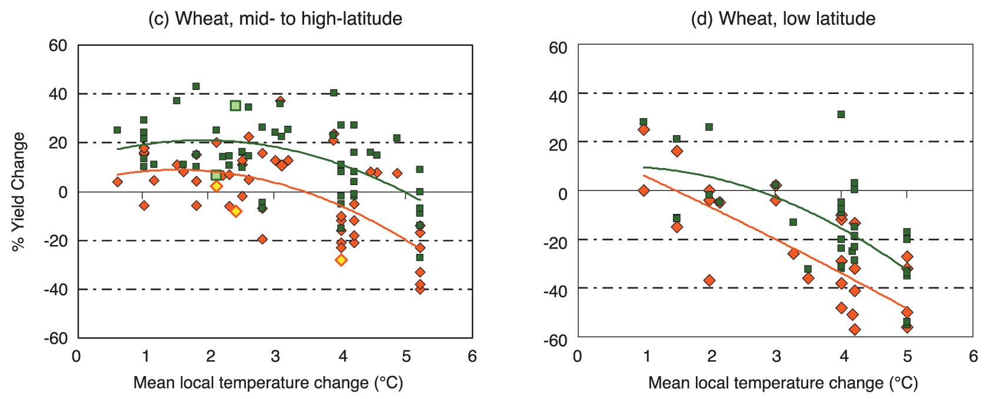 (c) Wheat, mid- to high-latitude
(d) Wheat, low latitude
% Yield Change
60
40
20
0
-20
-40
-60
0 1 2 3 4 5 6
Mean local temperature change (°C)
60
40
20
0
-20
-40
-60
0 1 2 3 4 5 6
Mean local temperature change (°C)